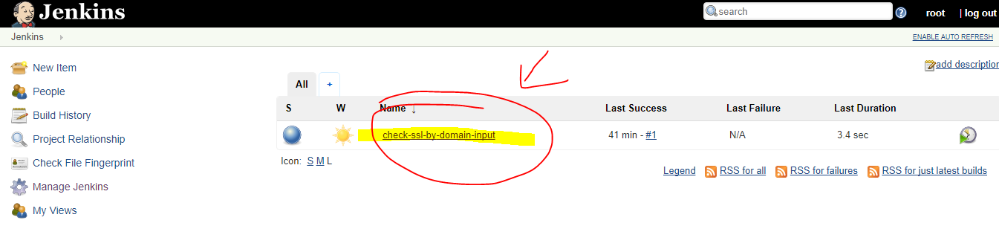 Jenkins
search
? root | log out
Jenkins
ENABLE AUTO REFRESH
New Item
People
Build History
Project Relationship
Check File Fingerprint
Manage Jenkins
My Views
add description
All +
S W Name ↓ Last Success Last Failure Last Duration
check-ssl-by-domain-input 41 min - #1 N/A 3.4 sec
Icon: S M L
Legend RSS for all RSS for failures RSS for just latest builds